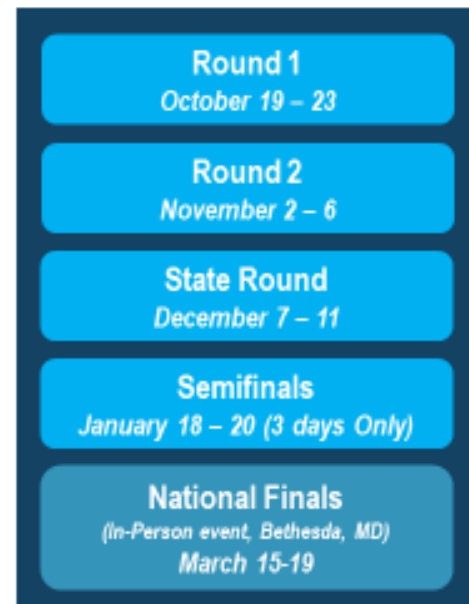 Round 1
October 19 – 23
Round 2
November 2 – 6
State Round
December 7 – 11
Semifinals
January 18 – 20 (3 days Only)
National Finals
(In-Person event, Bethesda, MD)
March 15-19